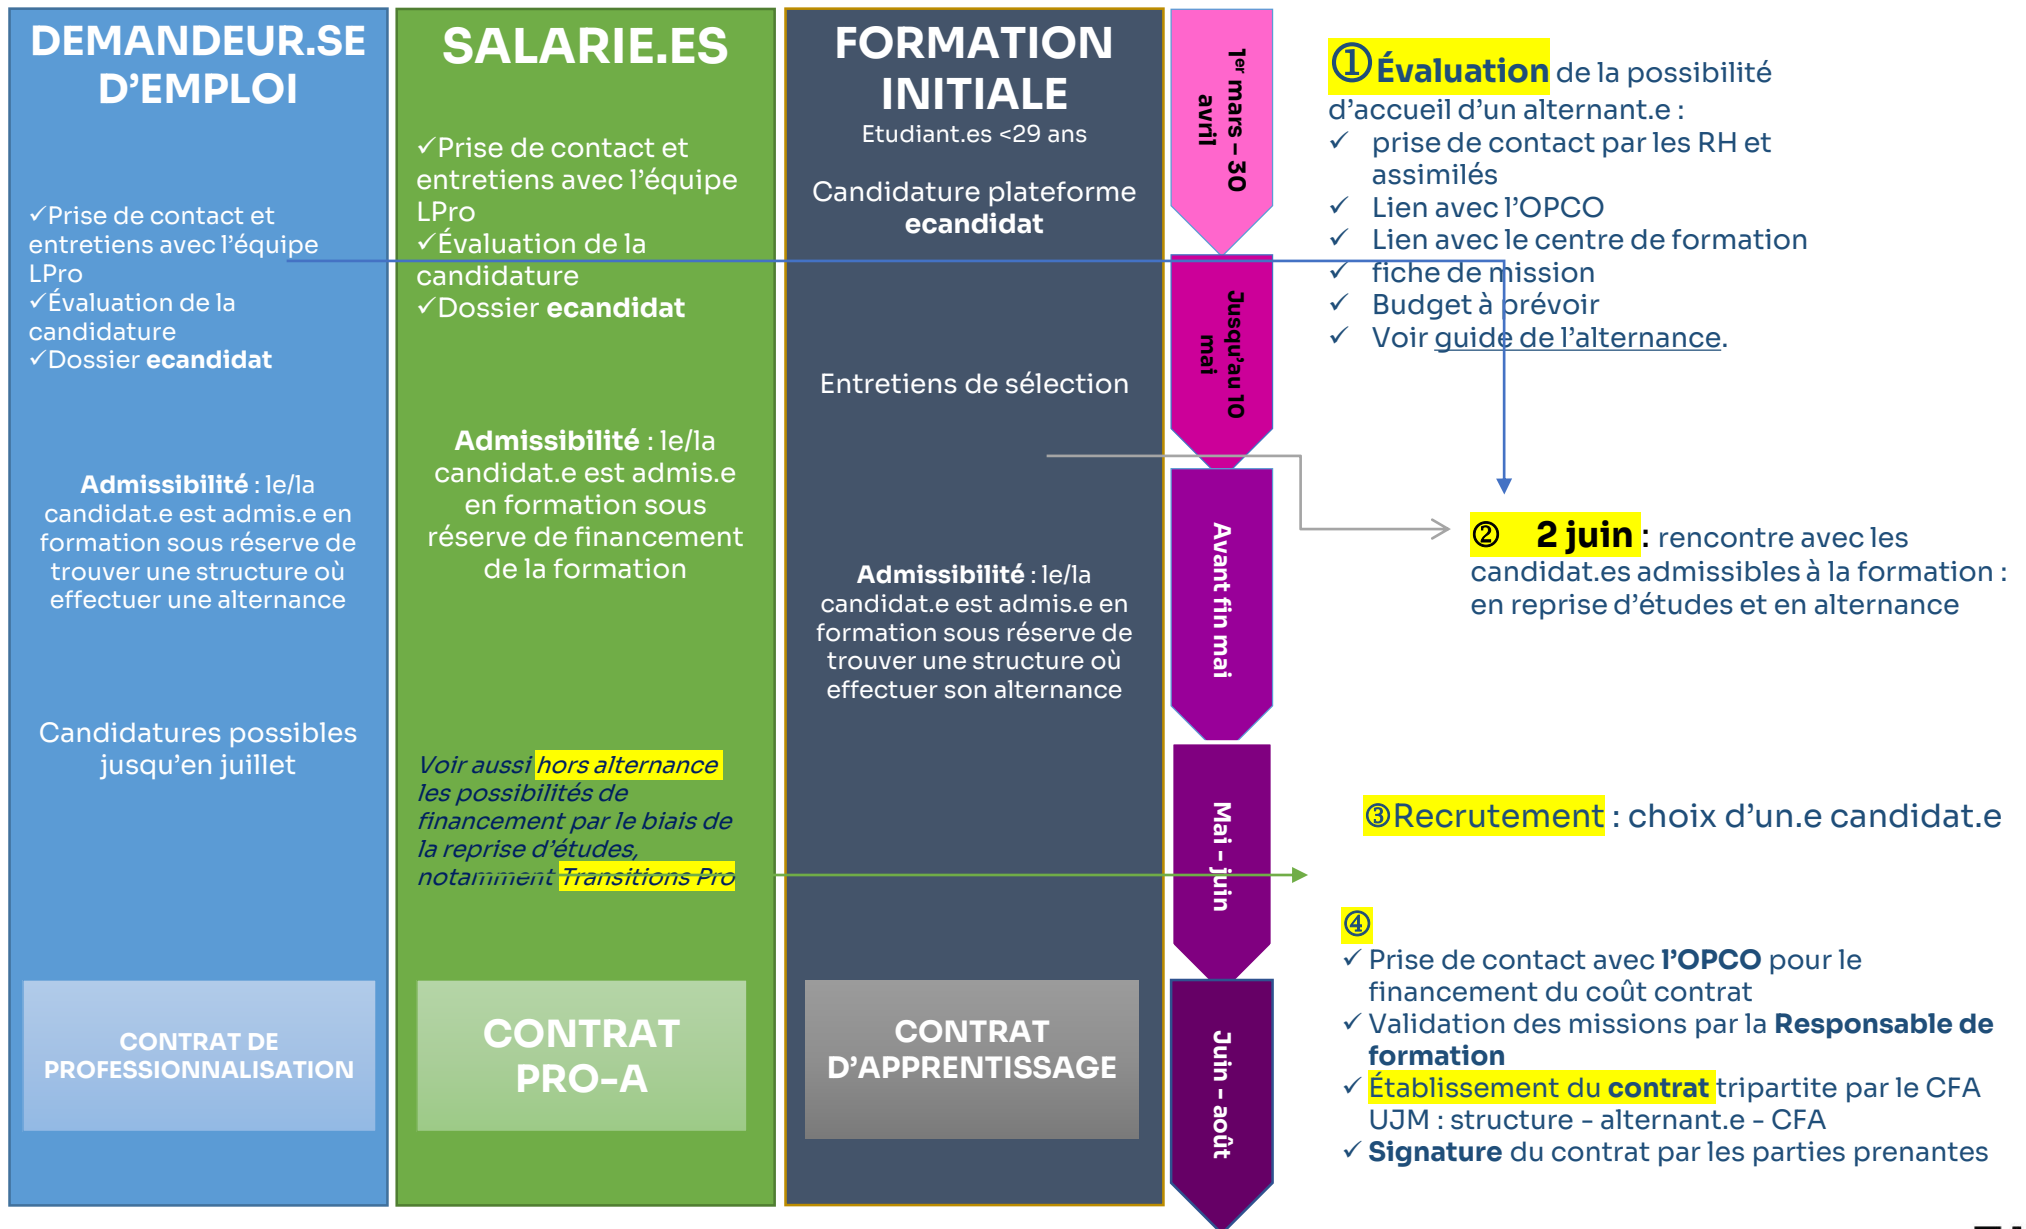 DEMANDEUR.SE
D'EMPLOI
✓Prise de contact et
entretiens avec l'équipe
LPro
✓Évaluation de la
candidature
✓Dossier ecandidat
Admissibilité : le/la
candidat.e est admis.e en
formation sous réserve de
trouver une structure où
effectuer une alternance
Candidatures possibles
jusqu'en juillet
CONTRAT DE
PROFESSIONNALISATION
SALARIE.ES
✓Prise de contact et
entretiens avec l'équipe
LPro
✓Évaluation de la
candidature
✓Dossier ecandidat
Admissibilité : le/la
candidat.e est admis.e
en formation sous
réserve de financement
de la formation
Voir aussi hors alternance
les possibilités de
financement par le biais de
la reprise d'études,
notamment Transitions Pro
CONTRAT
PRO-A
FORMATION
INITIALE
Etudiant.es <29 ans
Candidature plateforme
ecandidat
Entretiens de sélection
Admissibilité : le/la
candidat.e est admis.e en
formation sous réserve de
trouver une structure où
effectuer son alternance
CONTRAT
D'APPRENTISSAGE
1er mars – 30
avril
Jusqu'au 10
mai
Avant fin mai
Mai – juin
Juin – août
①Évaluation de la possibilité
d'accueil d'un alternant.e :
✓ prise de contact par les RH et
assimilés
✓ Lien avec l'OPCO
✓ Lien avec le centre de formation
✓ fiche de mission
✓ Budget à prévoir
✓ Voir guide de l'alternance.
② 2 juin : rencontre avec les
candidat.es admissibles à la formation :
en reprise d'études et en alternance
③Recrutement : choix d'un.e candidat.e
④
✓ Prise de contact avec l'OPCO pour le
financement du coût contrat
✓ Validation des missions par la Responsable de
formation
✓ Établissement du contrat tripartite par le CFA
UJM : structure – alternant.e – CFA
✓ Signature du contrat par les parties prenantes